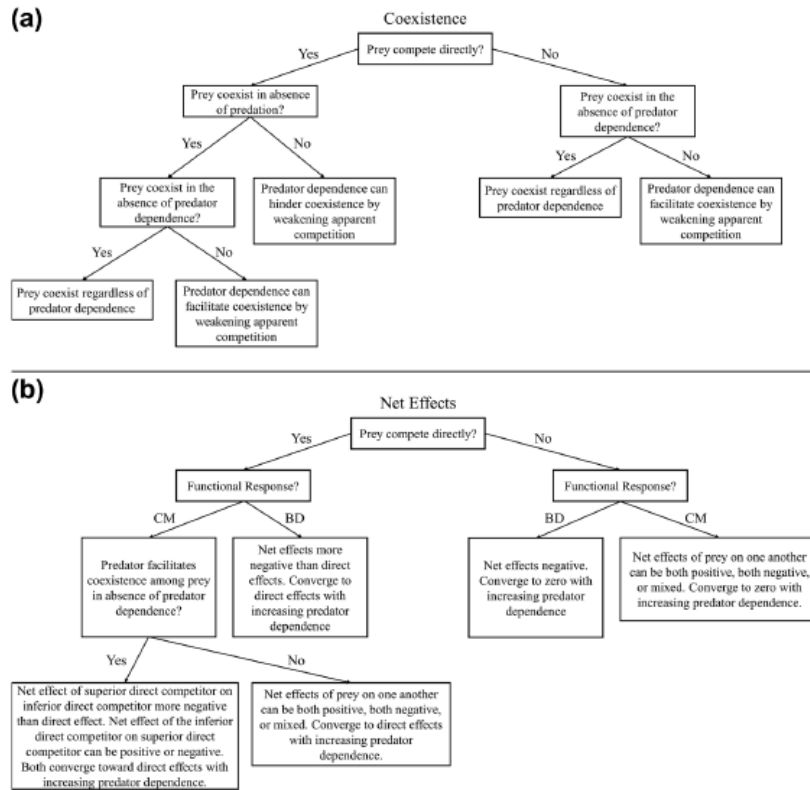 (a)
Coexistence
Prey compete directly?
Yes
No
Prey coexist in absence
of predation?
Prey coexist in the
absence of predator
dependence?
Yes
No
Yes
No
Prey coexist in the
absence of predator
dependence?
Predator dependence can
hinder coexistence by
weakening apparent
competition
Prey coexist regardless of
predator dependence
Predator dependence can
facilitate coexistence by
weakening apparent
competition
Yes
No
Prey coexist regardless of
predator dependence
Predator dependence can
facilitate coexistence by
weakening apparent
competition
(b)
Net Effects
Prey compete directly?
Yes
No
Functional Response?
Functional Response?
CM
BD
BD
CM
Predator facilitates
coexistence among prey
in absence of predator
dependence?
Net effects more
negative than direct
effects. Converge to
direct effects with
increasing predator
dependence
Net effects negative.
Converge to zero with
increasing predator
dependence
Net effects of prey on one another
can be both positive, both negative,
or mixed. Converge to zero with
increasing predator dependence.
Yes
No
Net effect of superior direct competitor on
inferior direct competitor more negative
than direct effect. Net effect of the inferior
direct competitor on superior direct
competitor can be positive or negative.
Both converge toward direct effects with
increasing predator dependence.
Net effects of prey on one another
can be both positive, both negative,
or mixed. Converge to direct effects
with increasing predator
dependence.